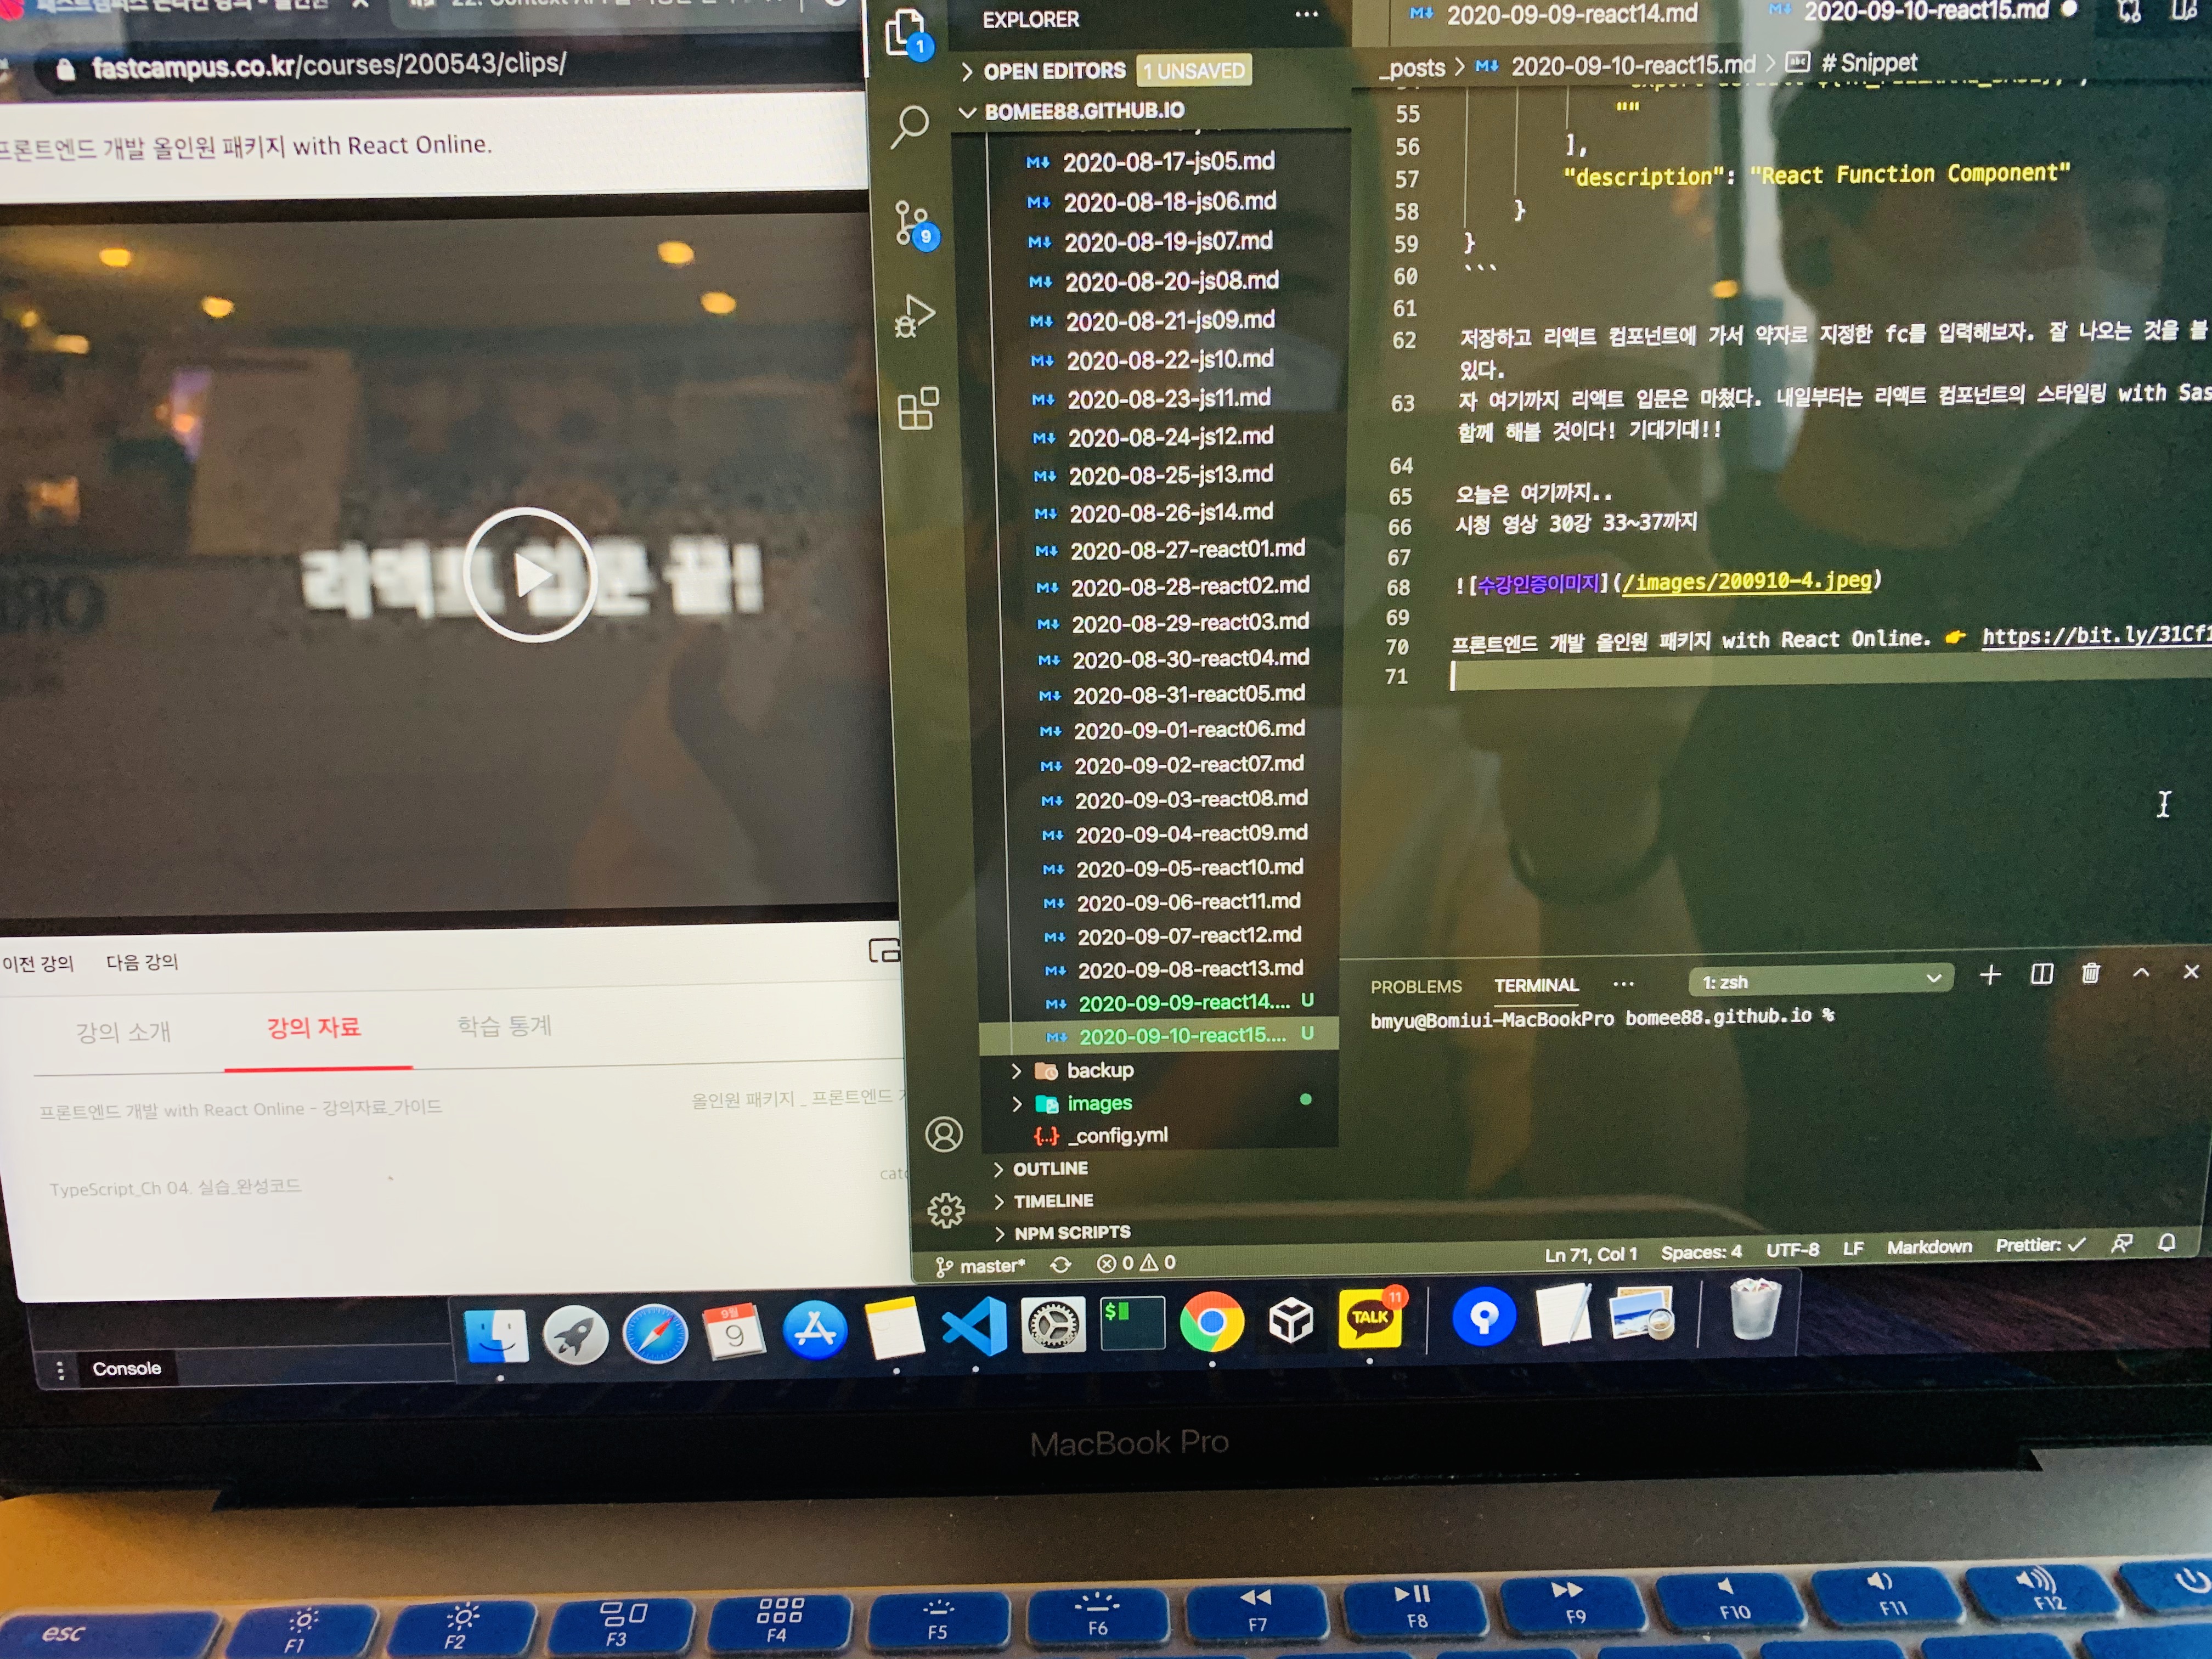 fastcampus.co.kr/courses/200543/clips/
프론트엔드 개발 올인원 패키지 with React Online.
리액트 입문 끝!
이전 강의 다음 강의
강의 소개 강의 자료 학습 통계
프론트엔드 개발 with React Online - 강의자료_가이드
올인원 패키지 _ 프론트엔드
TypeScript_Ch 04. 실습_완성코드
Console
EXPLORER
1
9
OPEN EDITORS 1 UNSAVED
BOMEE88.GITHUB.IO
2020-08-17-js05.md
2020-08-18-js06.md
2020-08-19-js07.md
2020-08-20-js08.md
2020-08-21-js09.md
2020-08-22-js10.md
2020-08-23-js11.md
2020-08-24-js12.md
2020-08-25-js13.md
2020-08-26-js14.md
2020-08-27-react01.md
2020-08-28-react02.md
2020-08-29-react03.md
2020-08-30-react04.md
2020-08-31-react05.md
2020-09-01-react06.md
2020-09-02-react07.md
2020-09-03-react08.md
2020-09-04-react09.md
2020-09-05-react10.md
2020-09-06-react11.md
2020-09-07-react12.md
2020-09-08-react13.md
2020-09-09-react14.... U
2020-09-10-react15.... U
backup
images
_config.yml
OUTLINE
TIMELINE
NPM SCRIPTS
2020-09-09-react14.md 2020-09-10-react15.md
_posts > 2020-09-10-react15.md > # Snippet
55 ""
56 ],
57 "description": "React Function Component"
58 }
59 }
60 ```
61
62 저장하고 리액트 컴포넌트에 가서 약자로 지정한 fc를 입력해보자. 잘 나오는 것을 볼
있다.
63 자 여기까지 리액트 입문은 마쳤다. 내일부터는 리액트 컴포넌트의 스타일링 with Sas
함께 해볼 것이다! 기대기대!!
64
65 오늘은 여기까지..
66 시청 영상 30강 33~37까지
67
68 ![수강인증이미지](/images/200910-4.jpeg)
69
70 프론트엔드 개발 올인원 패키지 with React Online. 👉 https://bit.ly/31Cf1
71
PROBLEMS TERMINAL ... 1: zsh
bmyu@Bomiui-MacBookPro bomee88.github.io %
master* 0 0 Ln 71, Col 1 Spaces: 4 UTF-8 LF Markdown Prettier: ✓
9월
9
TALK
11
MacBook Pro
esc F1 F2 F3 F4 F5 F6 F7 F8 F9 F10 F11 F12